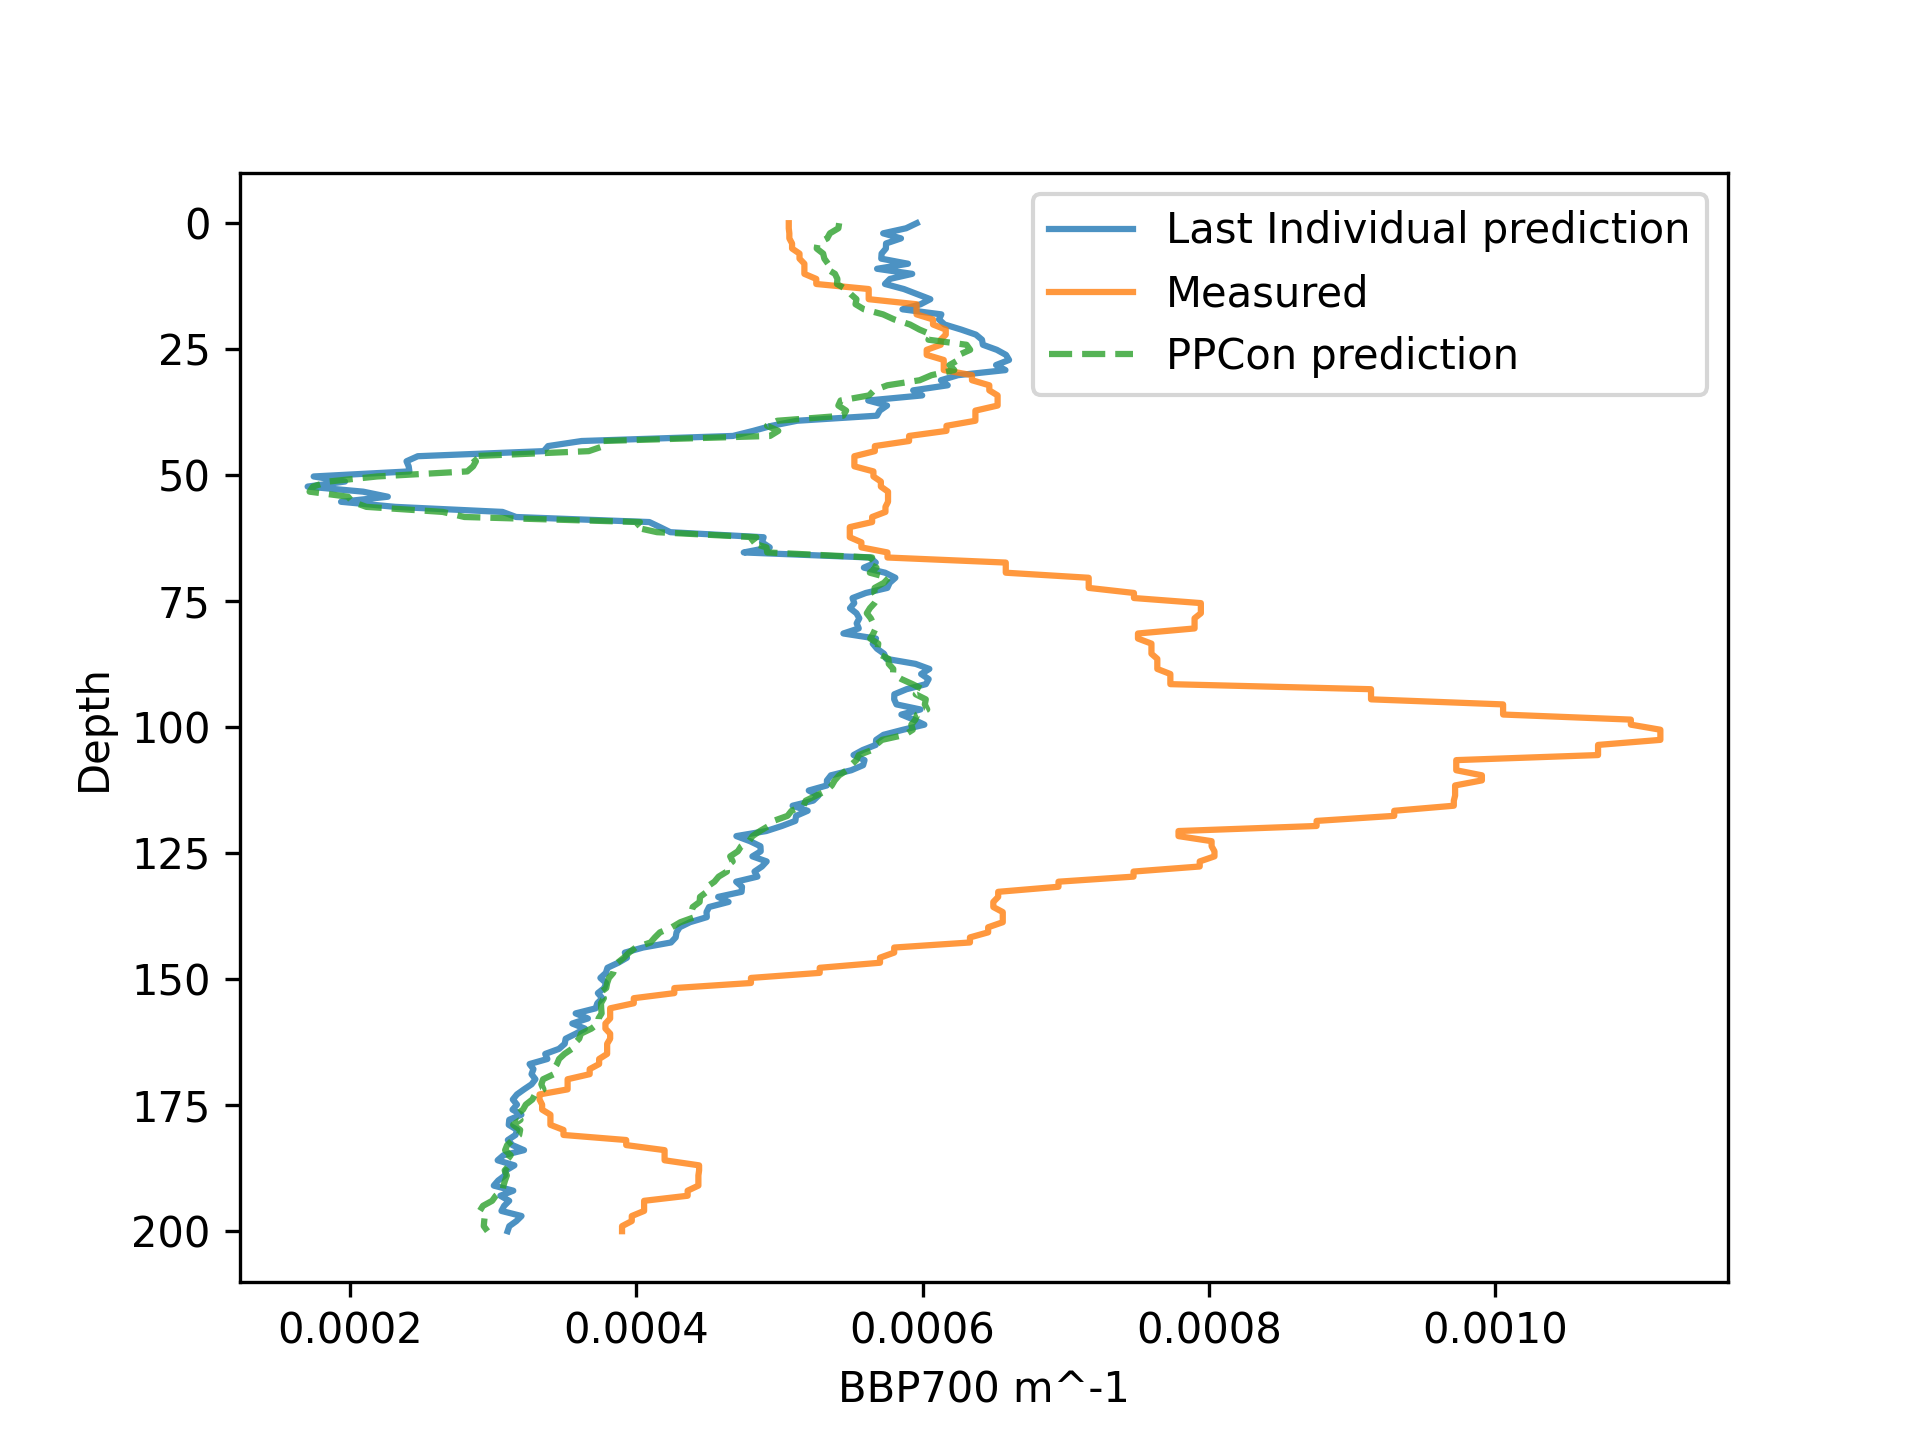 Last Individual prediction
Measured
PPCon prediction
0
25
50
75
100
125
150
175
200
Depth
0.0002 0.0004 0.0006 0.0008 0.0010
BBP700 m^-1